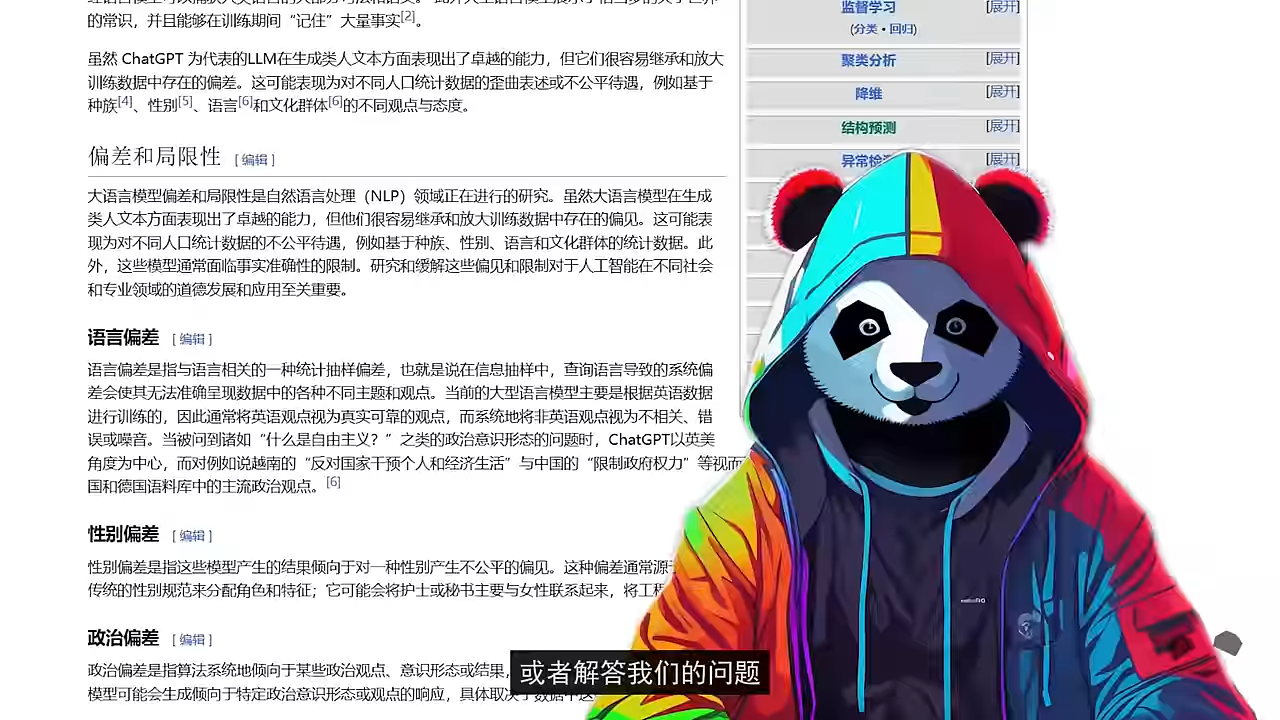 的常识，并且能够在训练期间“记住”大量事实[2]。
虽然 ChatGPT 为代表的LLM在生成类人文本方面表现出了卓越的能力，但它们很容易继承和放大
训练数据中存在的偏差。这可能表现为对不同人口统计数据的歪曲表述或不公平待遇，例如基于
种族[4]、性别[5]、语言[6]和文化群体[6]的不同观点与态度。
偏差和局限性 [ 编辑 ]
大语言模型偏差和局限性是自然语言处理（NLP）领域正在进行的研究。虽然大语言模型在生成
类人文本方面表现出了卓越的能力，但他们很容易继承和放大训练数据中存在的偏见。这可能表
现为对不同人口统计数据的不公平待遇，例如基于种族、性别、语言和文化群体的统计数据。此
外，这些模型通常面临事实准确性的限制。研究和缓解这些偏见和限制对于人工智能在不同社会
和专业领域的道德发展和应用至关重要。
语言偏差 [ 编辑 ]
语言偏差是指与语言相关的一种统计抽样偏差，也就是说在信息抽样中，查询语言导致的系统偏
差会使其无法准确呈现数据中的各种不同主题和观点。当前的大型语言模型主要是根据英语数据
进行训练的，因此通常将英语观点视为真实可靠的观点，而系统地将非英语观点视为不相关、错
误或噪音。当被问到诸如“什么是自由主义？”之类的政治意识形态的问题时，ChatGPT以英美
角度为中心，而对例如说越南的“反对国家干预个人和经济生活”与中国的“限制政府权力”等视而
国和德国语料库中的主流政治观点。[6]
性别偏差 [ 编辑 ]
性别偏差是指这些模型产生的结果倾向于对一种性别产生不公平的偏见。这种偏差通常源
传统的性别规范来分配角色和特征；它可能会将护士或秘书主要与女性联系起来，将工程
政治偏差 [ 编辑 ]
政治偏差是指算法系统地倾向于某些政治观点、意识形态或结果，
模型可能会生成倾向于特定政治意识形态或观点的响应，具体取决于数据中这
监督学习 [展开]
(分类 • 回归)
聚类分析 [展开]
降维 [展开]
结构预测 [展开]
异常检测 [展开]
或者解答我们的问题